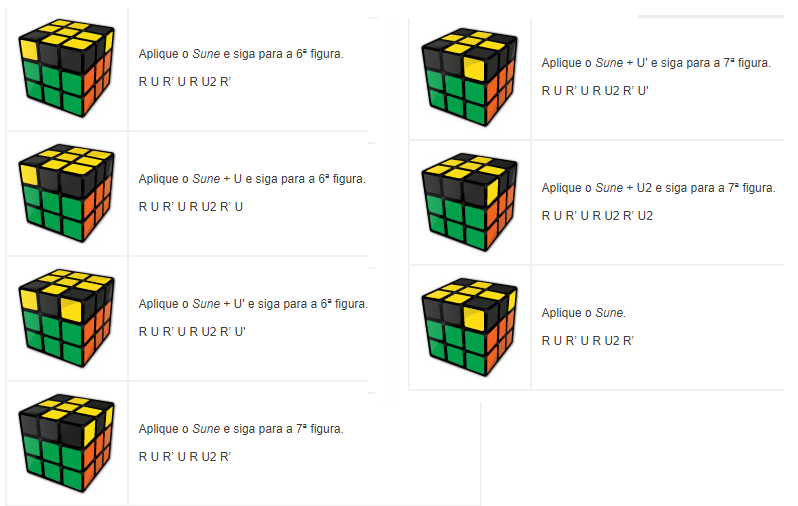 Aplique o Sune e siga para a 6ª figura.
R U R’ U R U2 R’
Aplique o Sune + U e siga para a 6ª figura.
R U R’ U R U2 R’ U
Aplique o Sune + U' e siga para a 6ª figura.
R U R’ U R U2 R’ U'
Aplique o Sune e siga para a 7ª figura.
R U R’ U R U2 R’
Aplique o Sune + U' e siga para a 7ª figura.
R U R’ U R U2 R’ U'
Aplique o Sune + U2 e siga para a 7ª figura.
R U R’ U R U2 R’ U2
Aplique o Sune.
R U R’ U R U2 R’